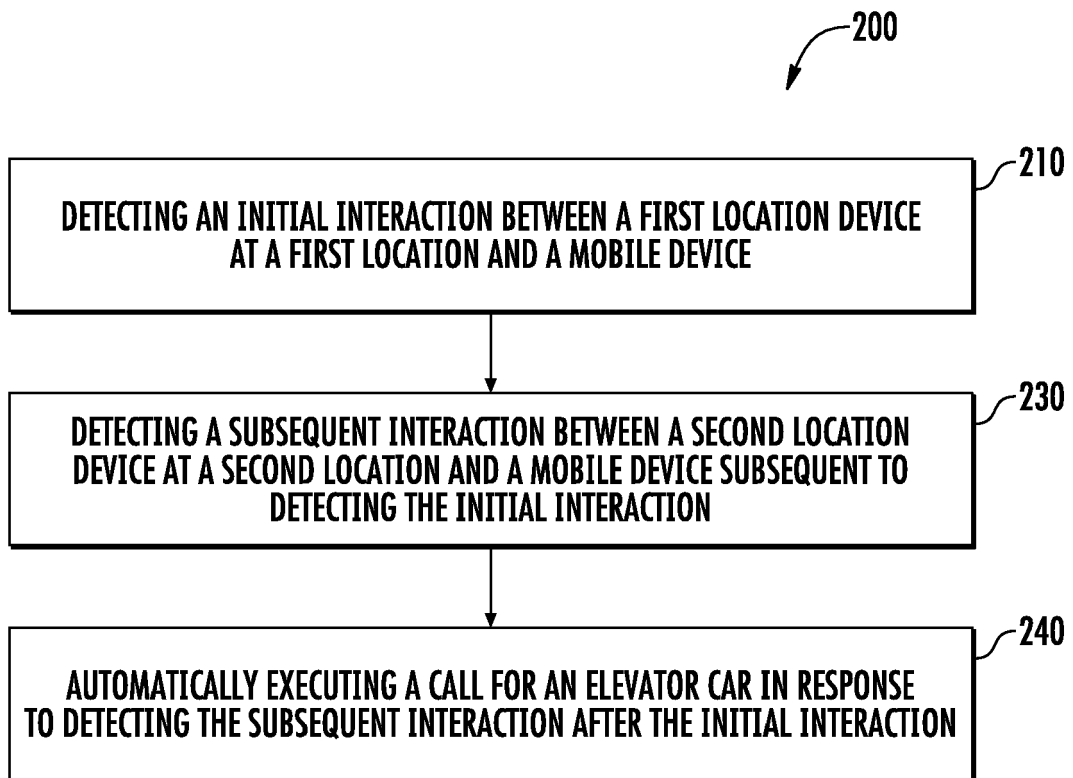 200
210
DETECTING AN INITIAL INTERACTION BETWEEN A FIRST LOCATION DEVICE
AT A FIRST LOCATION AND A MOBILE DEVICE
230
DETECTING A SUBSEQUENT INTERACTION BETWEEN A SECOND LOCATION
DEVICE AT A SECOND LOCATION AND A MOBILE DEVICE SUBSEQUENT TO
DETECTING THE INITIAL INTERACTION
240
AUTOMATICALLY EXECUTING A CALL FOR AN ELEVATOR CAR IN RESPONSE
TO DETECTING THE SUBSEQUENT INTERACTION AFTER THE INITIAL INTERACTION